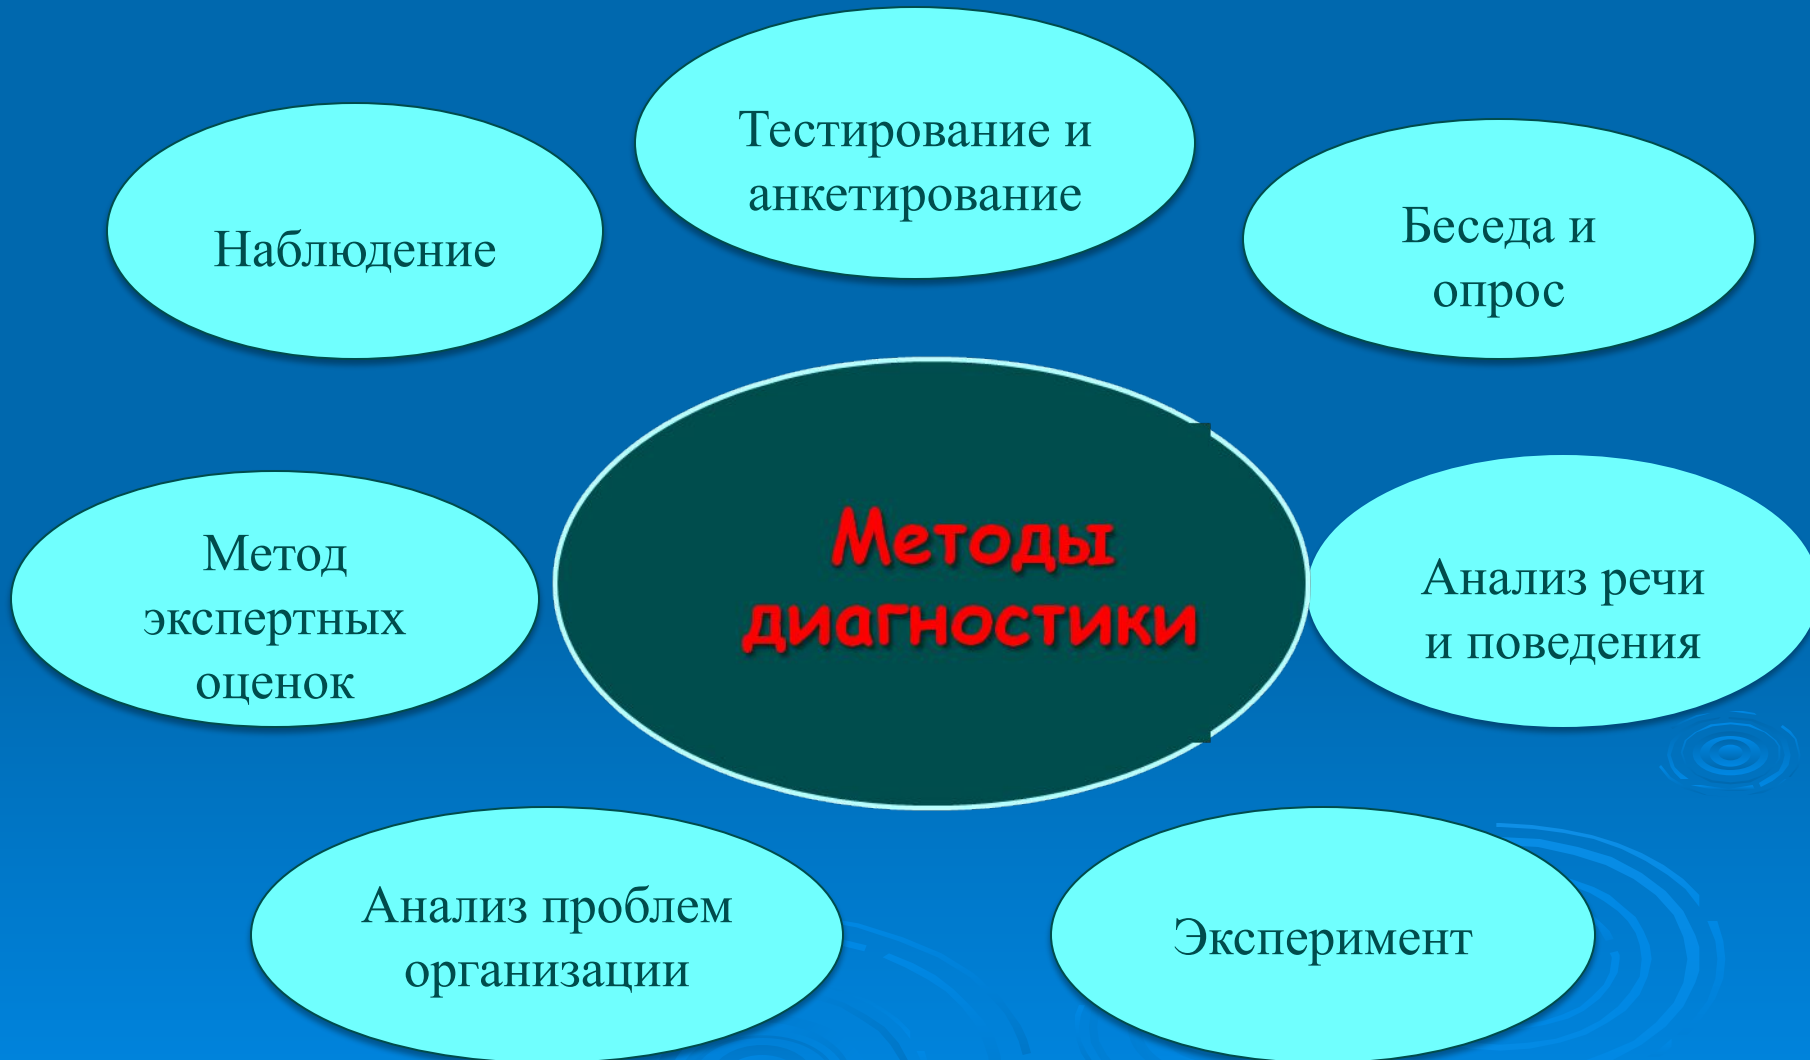 Тестирование и
анкетирование
Наблюдение
Беседа и
опрос
Методы
диагностики
Метод
экспертных
оценок
Анализ речи
и поведения
Анализ проблем
организации
Эксперимент